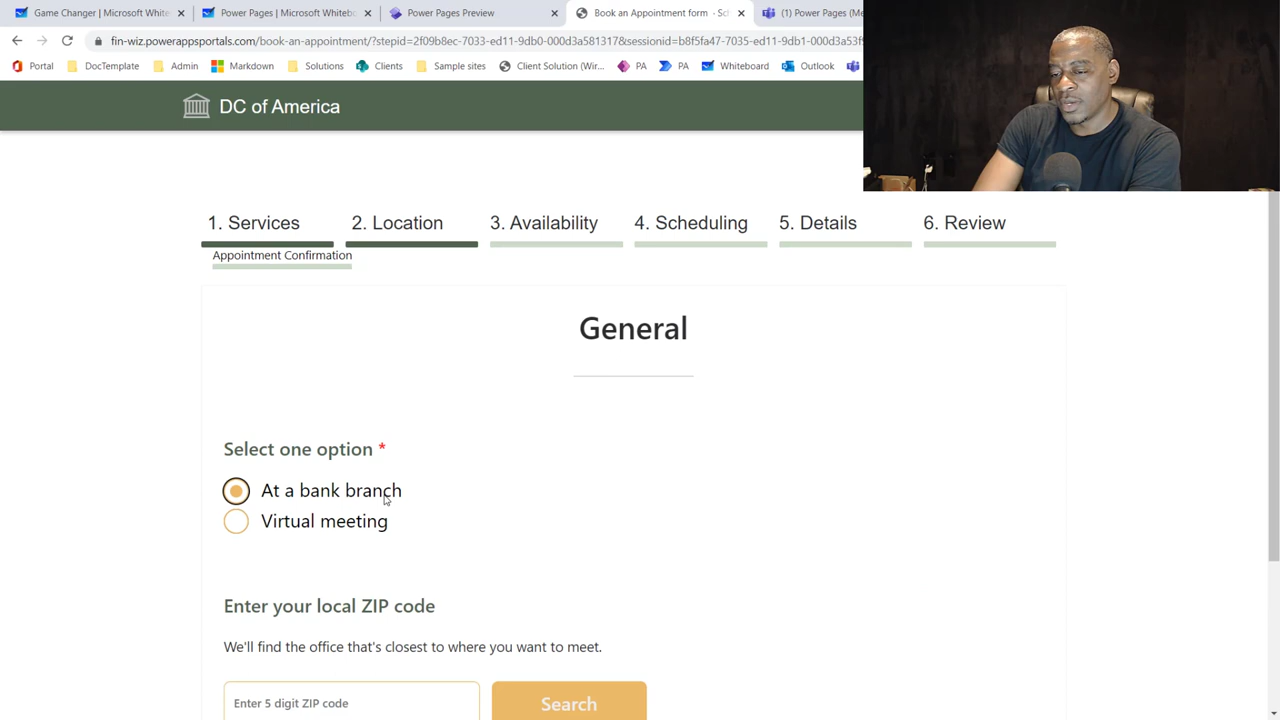 Game Changer | Microsoft Whiteb
Power Pages | Microsoft Whitebo
Power Pages Preview
Book an Appointment form · Sch
(1) Power Pages (Me
fin-wiz.powerappsportals.com/book-an-appointment?stepid=2f09b8ec-7033-ed11-9db0-000d3a581317&sessionid=b8f5fa47-7035-ed11-9db0-000d3a53f
Portal
DocTemplate
Admin
Markdown
Solutions
Clients
Sample sites
Client Solution (Wir...
PA
PA
Whiteboard
Outlook
DC of America
1. Services
2. Location
3. Availability
4. Scheduling
5. Details
6. Review
Appointment Confirmation
General
Select one option *
At a bank branch
Virtual meeting
Enter your local ZIP code
We'll find the office that's closest to where you want to meet.
Enter 5 digit ZIP code
Search